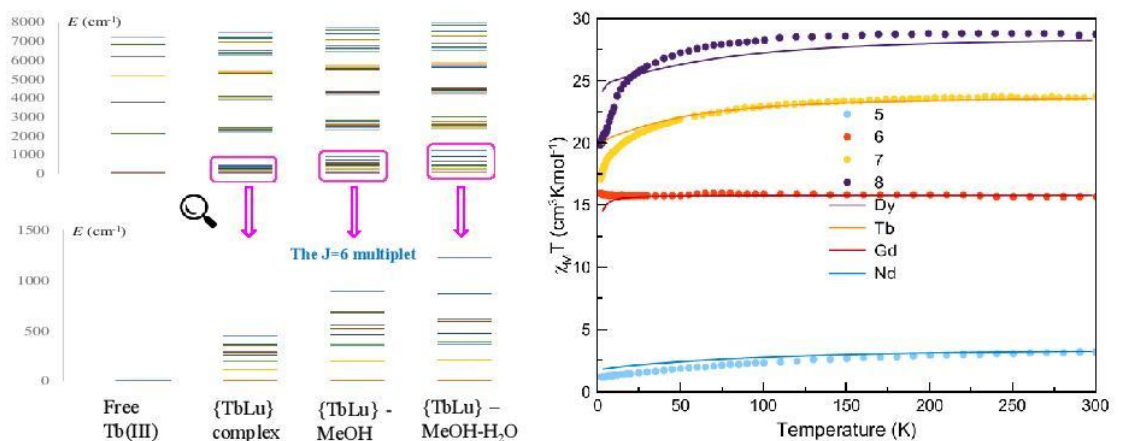 E (cm⁻¹)
8000
7000
6000
5000
4000
3000
2000
1000
0
1500
E (cm⁻¹)
The J=6 multiplet
1000
500
0
Free
Tb(III)
{TbLu}
complex
{TbLu} -
MeOH
{TbLu} –
MeOH-H₂O
30
25
20
15
10
5
0
χₘT (cm³Kmol⁻¹)
5
6
7
8
Dy
Tb
Gd
Nd
0 50 100 150 200 250 300
Temperature (K)